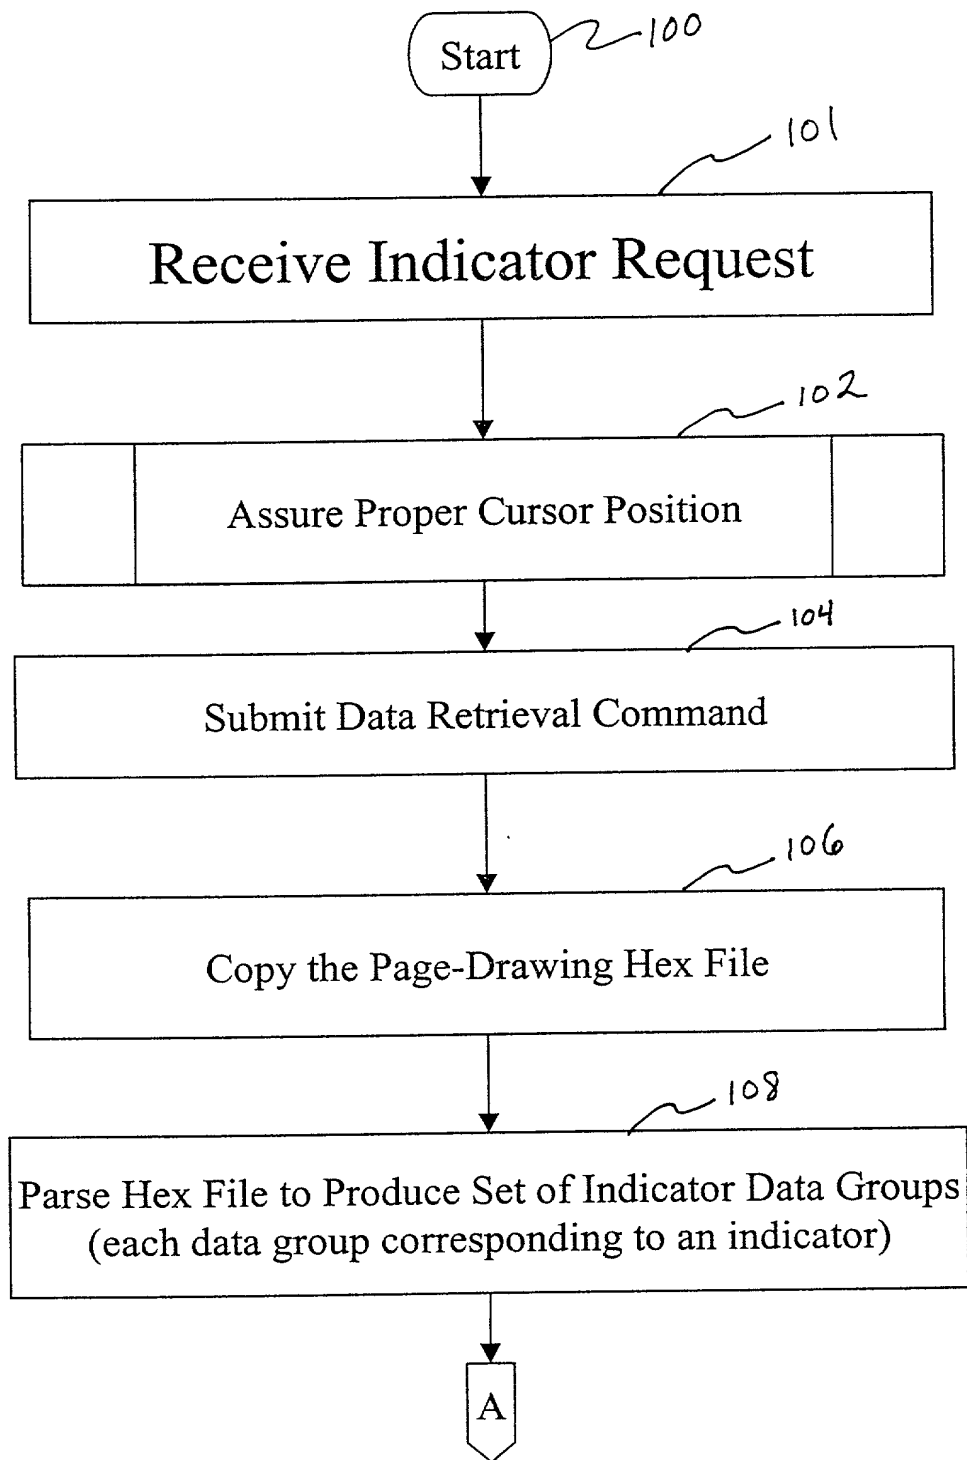 Start
100
101
Receive Indicator Request
102
Assure Proper Cursor Position
104
Submit Data Retrieval Command
106
Copy the Page-Drawing Hex File
108
Parse Hex File to Produce Set of Indicator Data Groups
(each data group corresponding to an indicator)
A